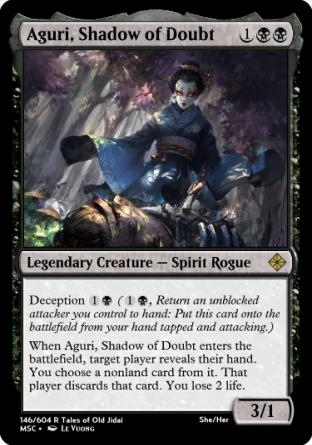 Aguri, Shadow of Doubt 1
Legendary Creature — Spirit Rogue
Deception 1 ( 1 , Return an unblocked
attacker you control to hand: Put this card onto the
battlefield from your hand tapped and attacking.)
When Aguri, Shadow of Doubt enters the
battlefield, target player reveals their hand.
You choose a nonland card from it. That
player discards that card. You lose 2 life.
3/1
146/604 R Tales of Old Jidai She/Her
MSC • Le Vuong